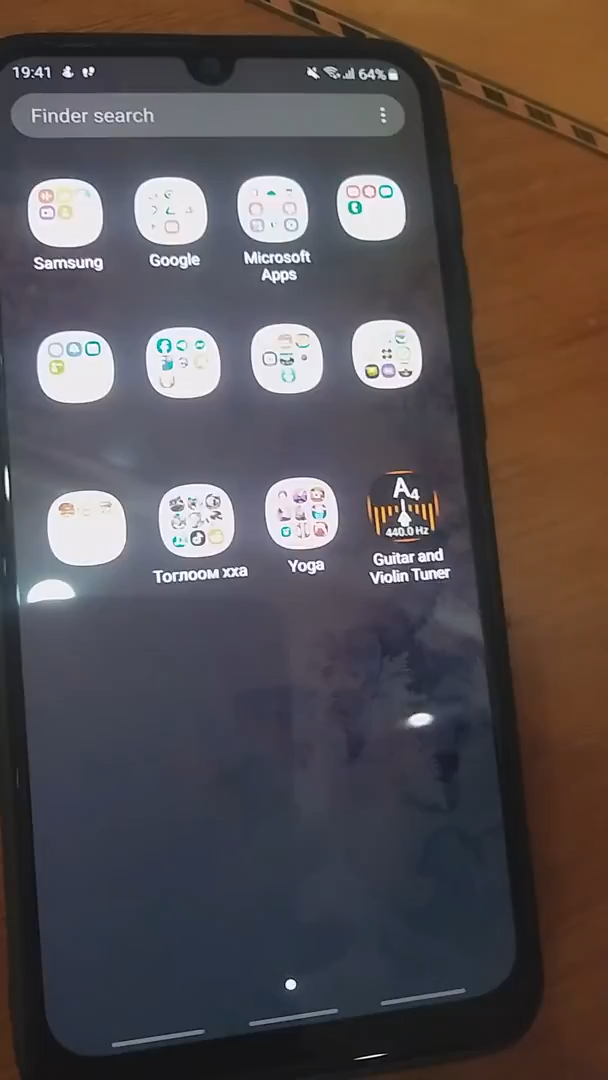 19:41
64%
Finder search
Samsung
Google
Microsoft
Apps
A4
440.0 Hz
Тоглоом хха
Yoga
Guitar and
Violin Tuner